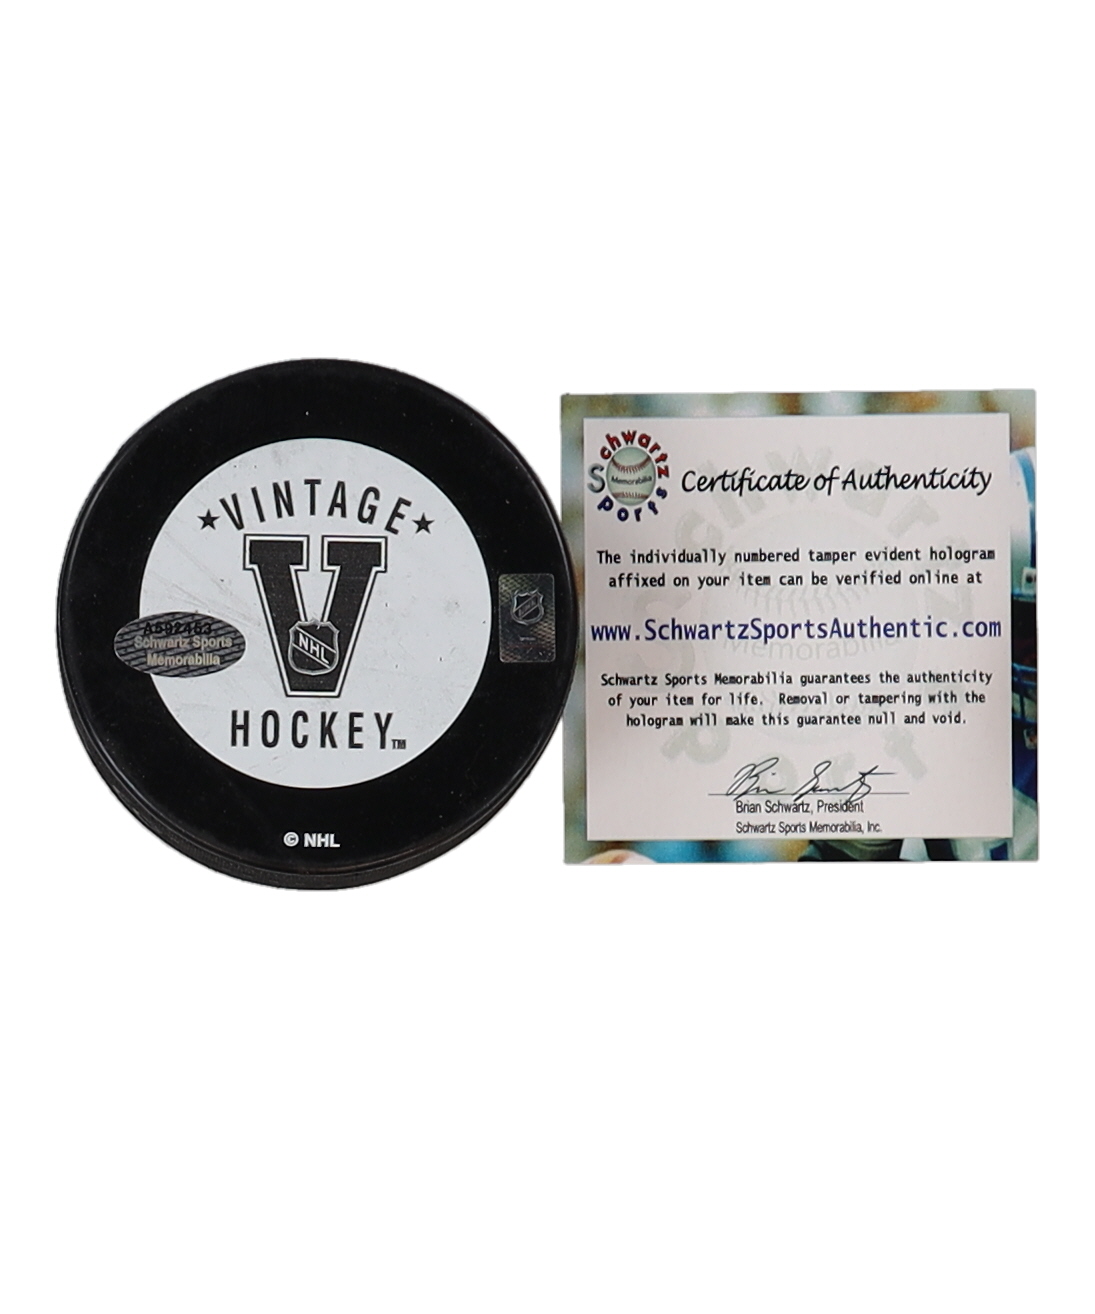 ★VINTAGE★
V
NHL
HOCKEY™
© NHL
A592453
Schwartz Sports
Memorabilia
Schwartz
Memorabilia
Sports
Certificate of Authenticity
The individually numbered tamper evident hologram
affixed on your item can be verified online at
www.SchwartzSportsAuthentic.com
Schwartz Sports Memorabilia guarantees the authenticity
of your item for life. Removal or tampering with the
hologram will make this guarantee null and void.
Brian Schwartz, President
Schwartz Sports Memorabilia, Inc.